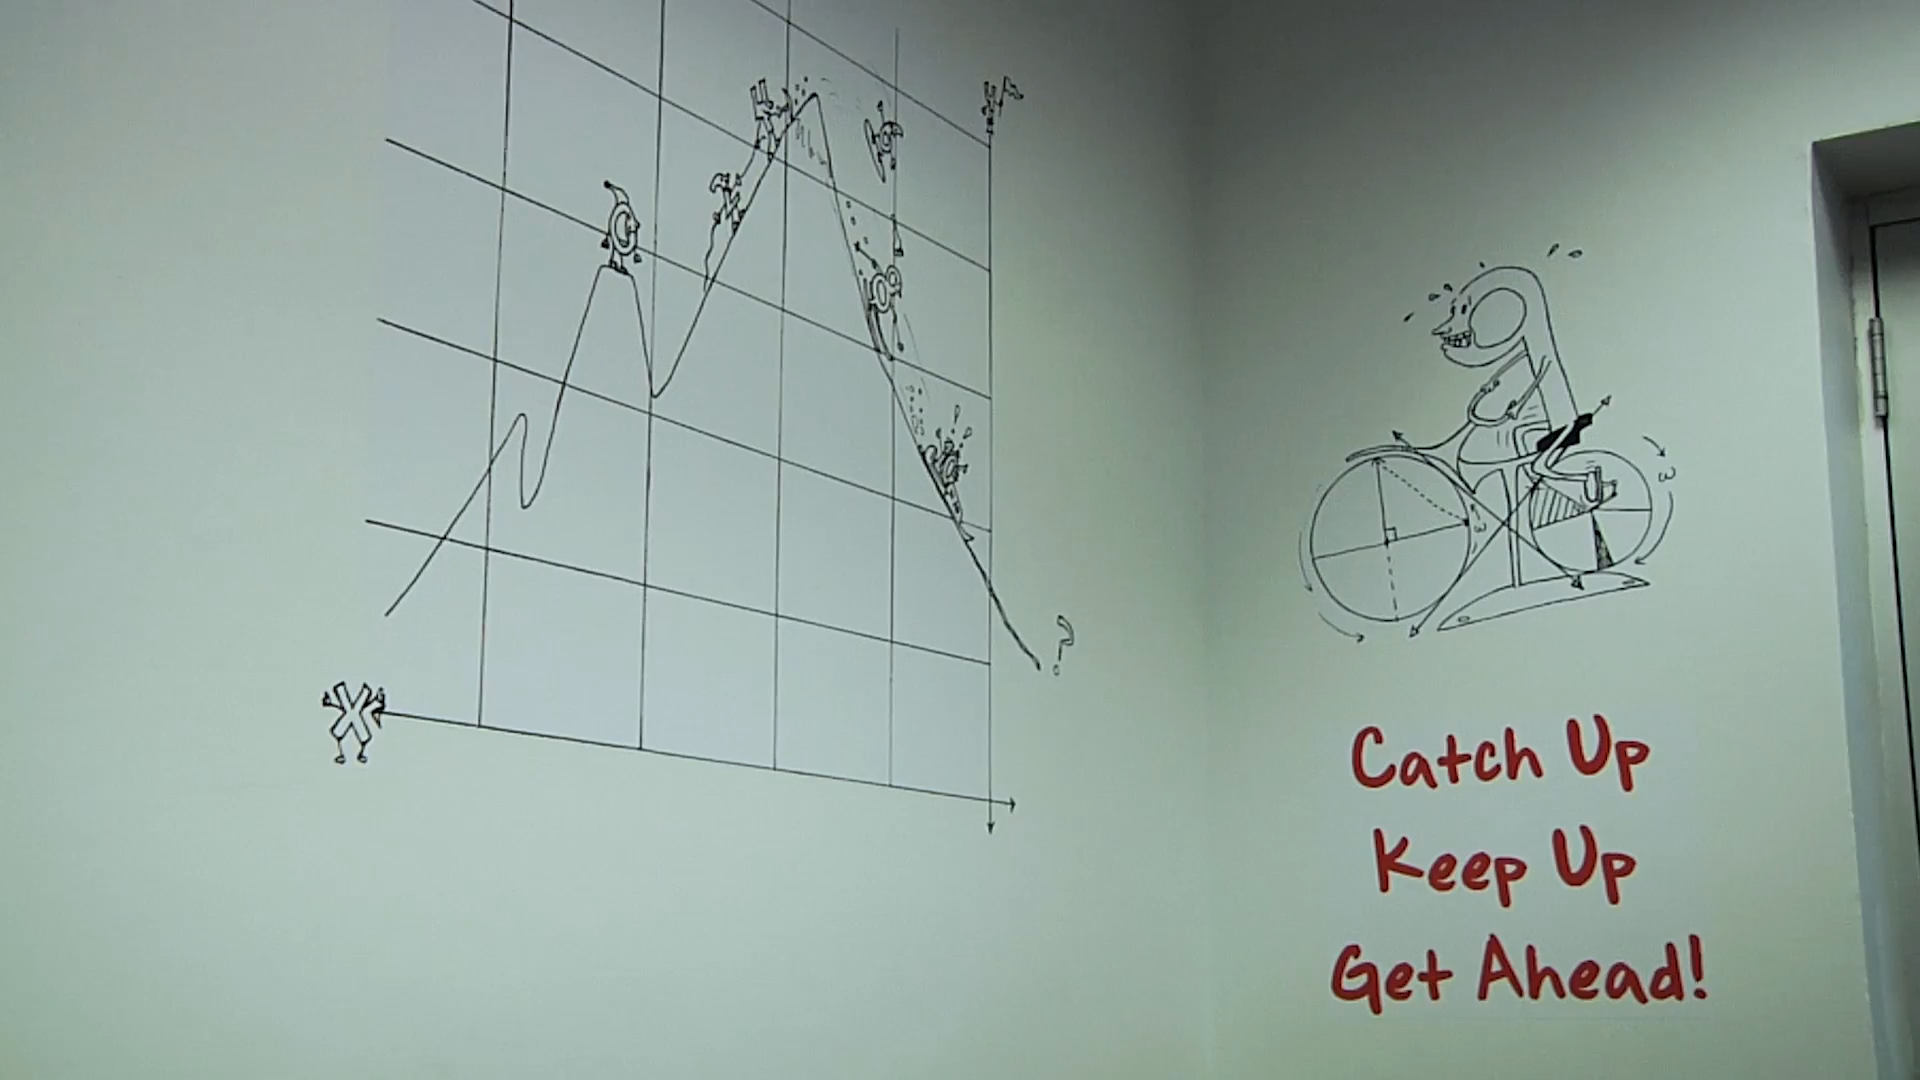 X
?
ω
ω
Catch Up
Keep Up
Get Ahead!